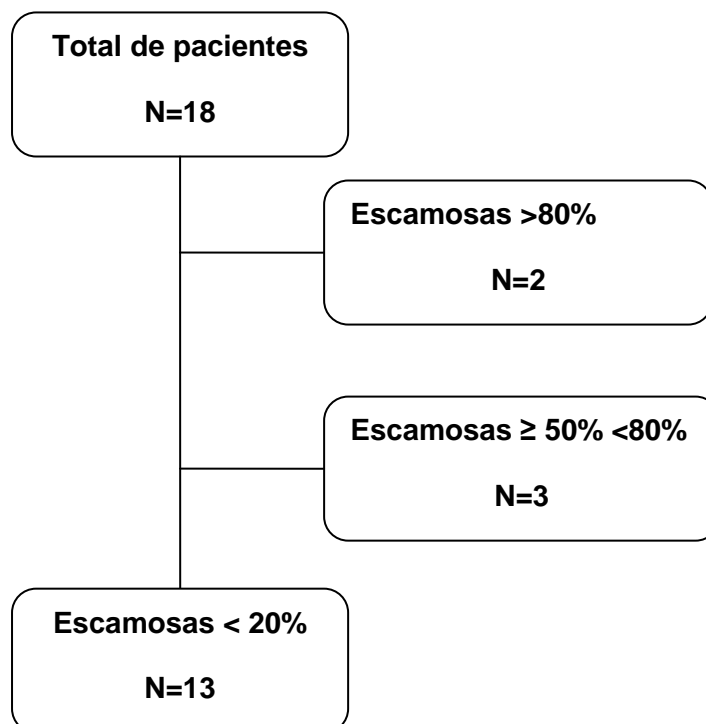 Total de pacientes
N=18
Escamosas >80%
N=2
Escamosas ≥ 50% <80%
N=3
Escamosas < 20%
N=13